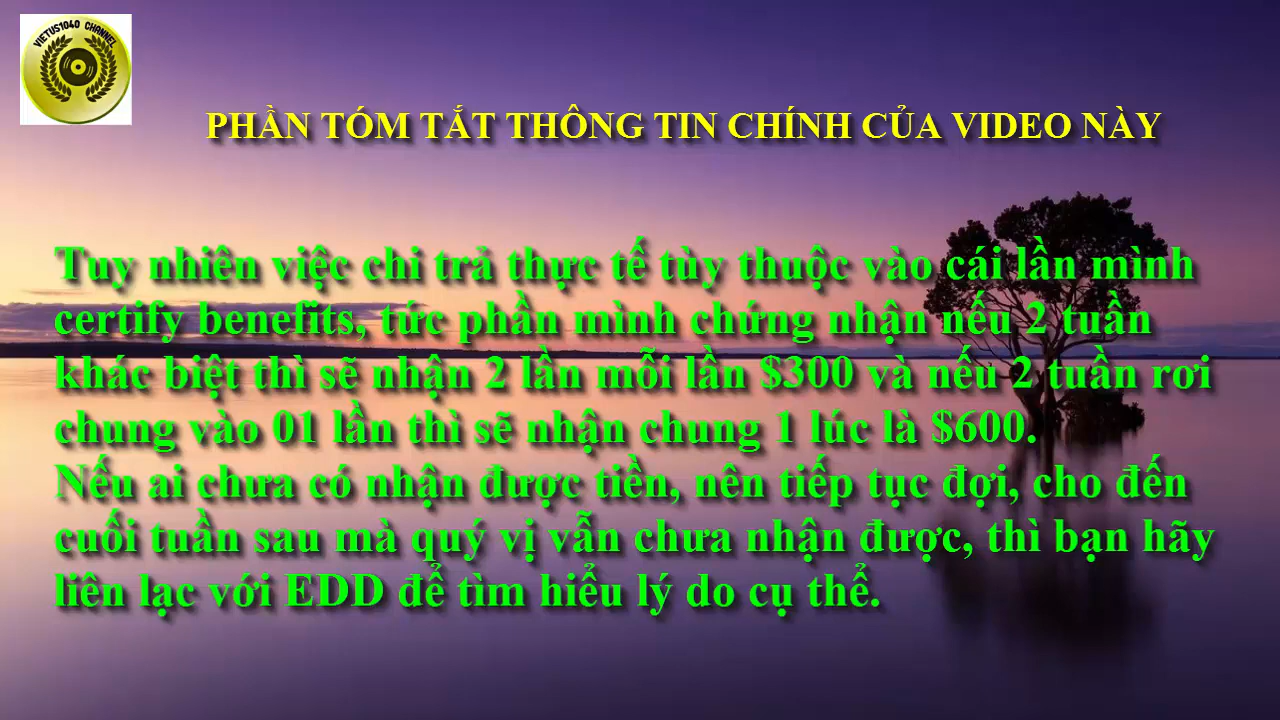 VIETUS1040 CHANNEL
PHẦN TÓM TẮT THÔNG TIN CHÍNH CỦA VIDEO NÀY
Tuy nhiên việc chi trả thực tế tùy thuộc vào cái lần mình
certify benefits, tức phần mình chứng nhận nếu 2 tuần
khác biệt thì sẽ nhận 2 lần mỗi lần $300 và nếu 2 tuần rơi
chung vào 01 lần thì sẽ nhận chung 1 lúc là $600.
Nếu ai chưa có nhận được tiền, nên tiếp tục đợi, cho đến
cuối tuần sau mà quý vị vẫn chưa nhận được, thì bạn hãy
liên lạc với EDD để tìm hiểu lý do cụ thể.